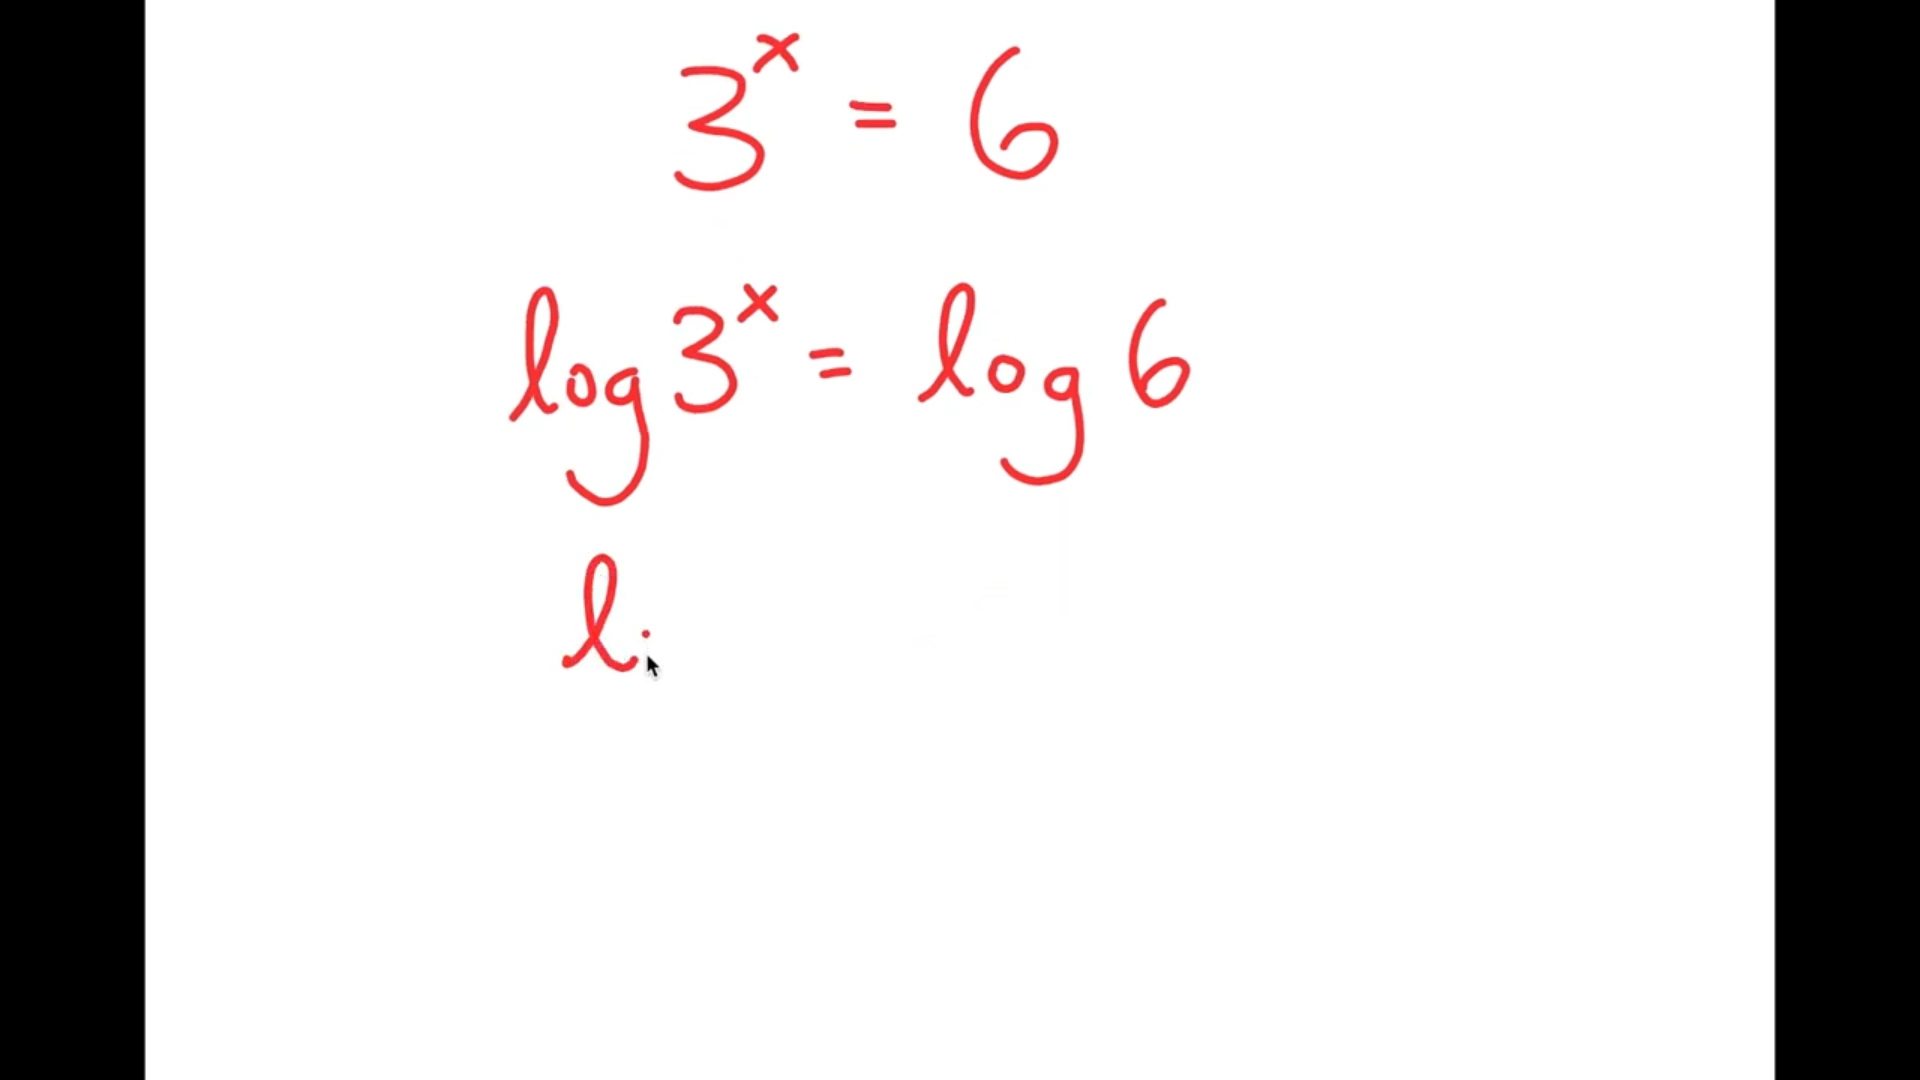 3^x = 6
log 3^x = log 6
l